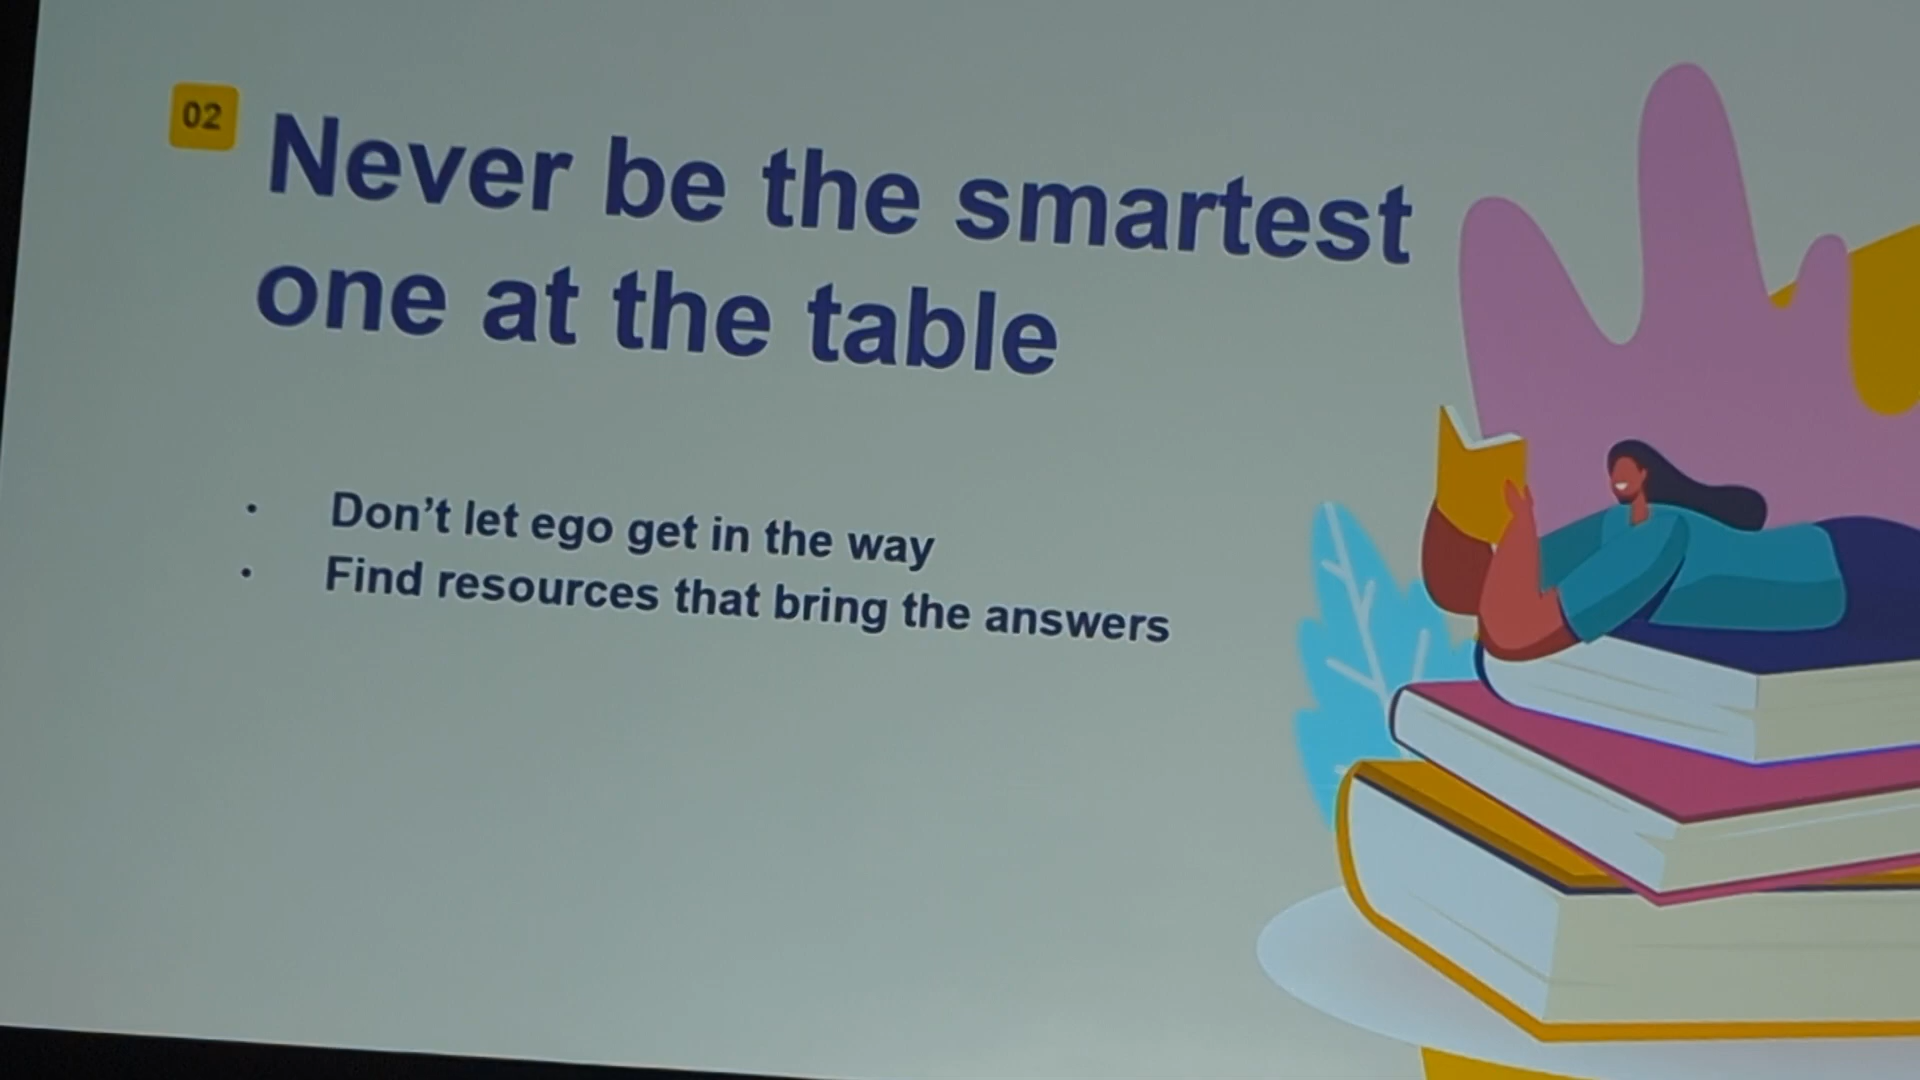 02
Never be the smartest
one at the table
• Don’t let ego get in the way
• Find resources that bring the answers